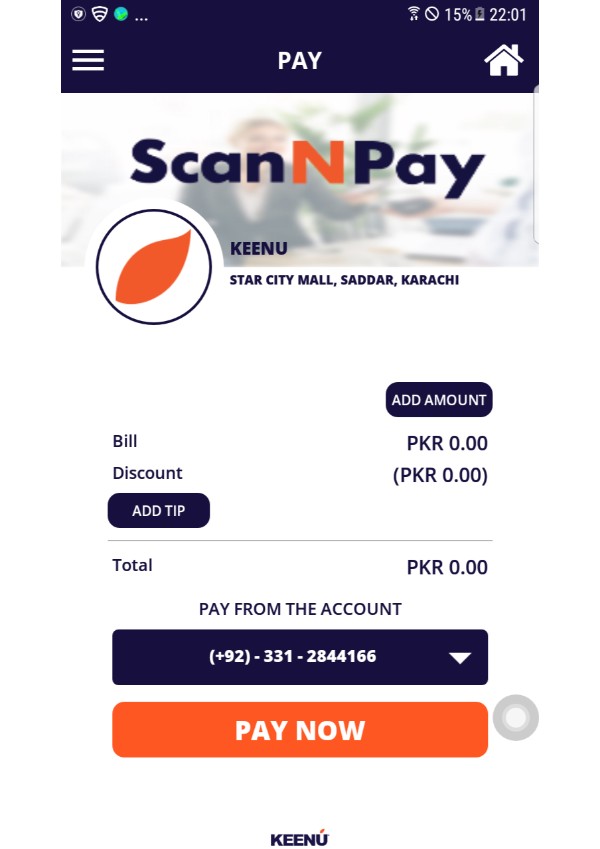 ... 15% 22:01
PAY
ScanNPay
KEENU
STAR CITY MALL, SADDAR, KARACHI
ADD AMOUNT
Bill PKR 0.00
Discount (PKR 0.00)
ADD TIP
Total PKR 0.00
PAY FROM THE ACCOUNT
(+92) - 331 - 2844166
PAY NOW
KEENÚ